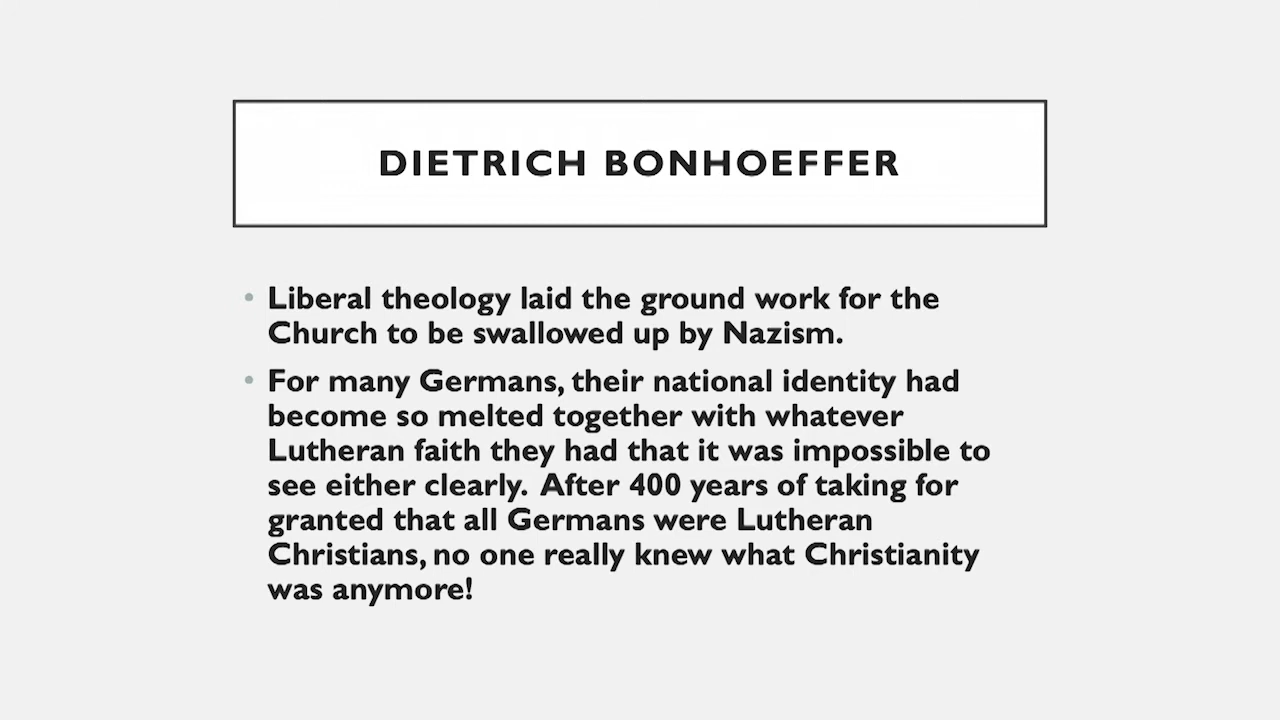 DIETRICH BONHOEFFER
• Liberal theology laid the ground work for the
Church to be swallowed up by Nazism.
• For many Germans, their national identity had
become so melted together with whatever
Lutheran faith they had that it was impossible to
see either clearly.  After 400 years of taking for
granted that all Germans were Lutheran
Christians, no one really knew what Christianity
was anymore!